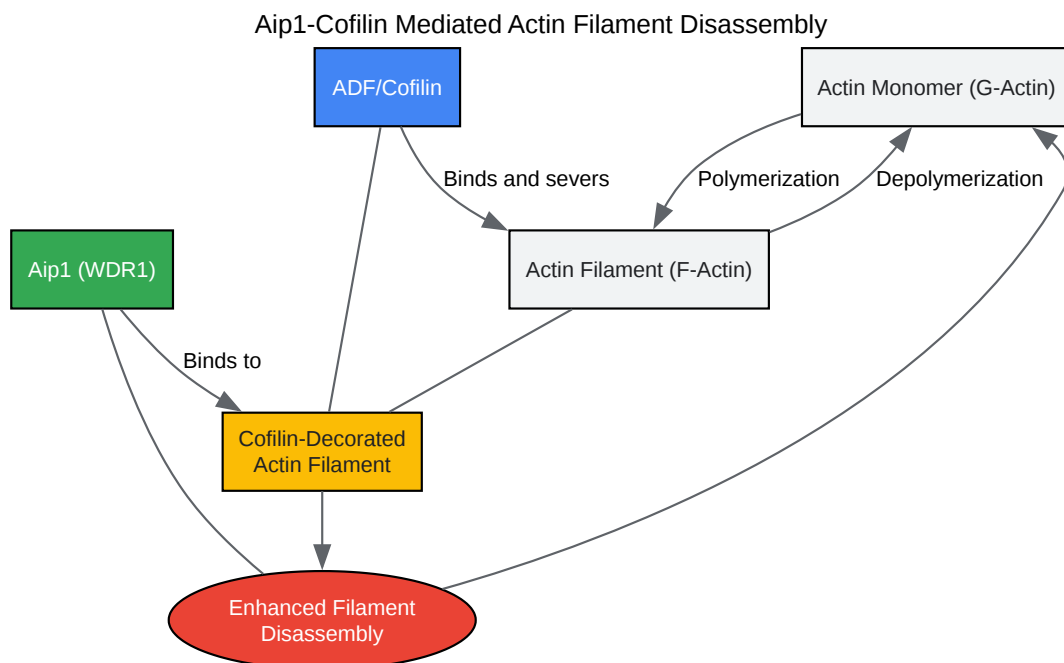 Aip1-Cofilin Mediated Actin Filament Disassembly
ADF/Cofilin
Actin Monomer (G-Actin)
Binds and severs
Polymerization
Depolymerization
Aip1 (WDR1)
Actin Filament (F-Actin)
Binds to
Cofilin-Decorated
Actin Filament
Enhanced Filament
Disassembly